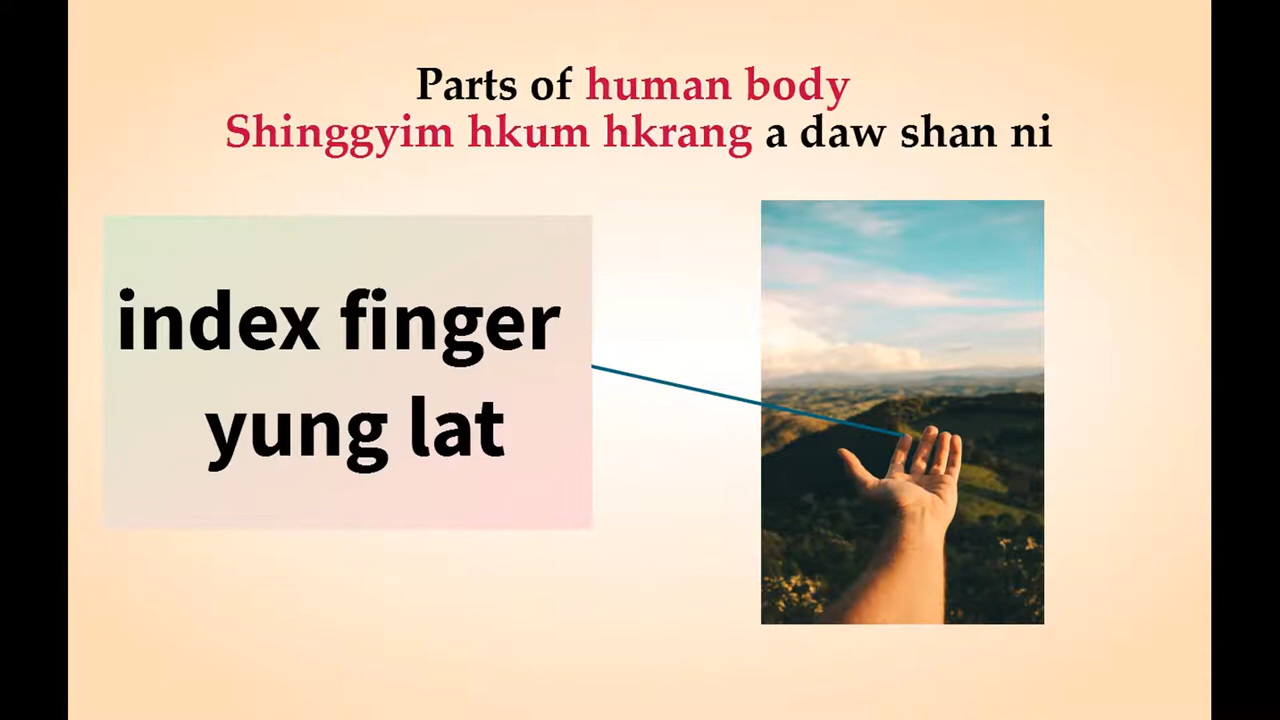 Parts of human body
Shinggyim hkum hkrang a daw shan ni
index finger
yung lat